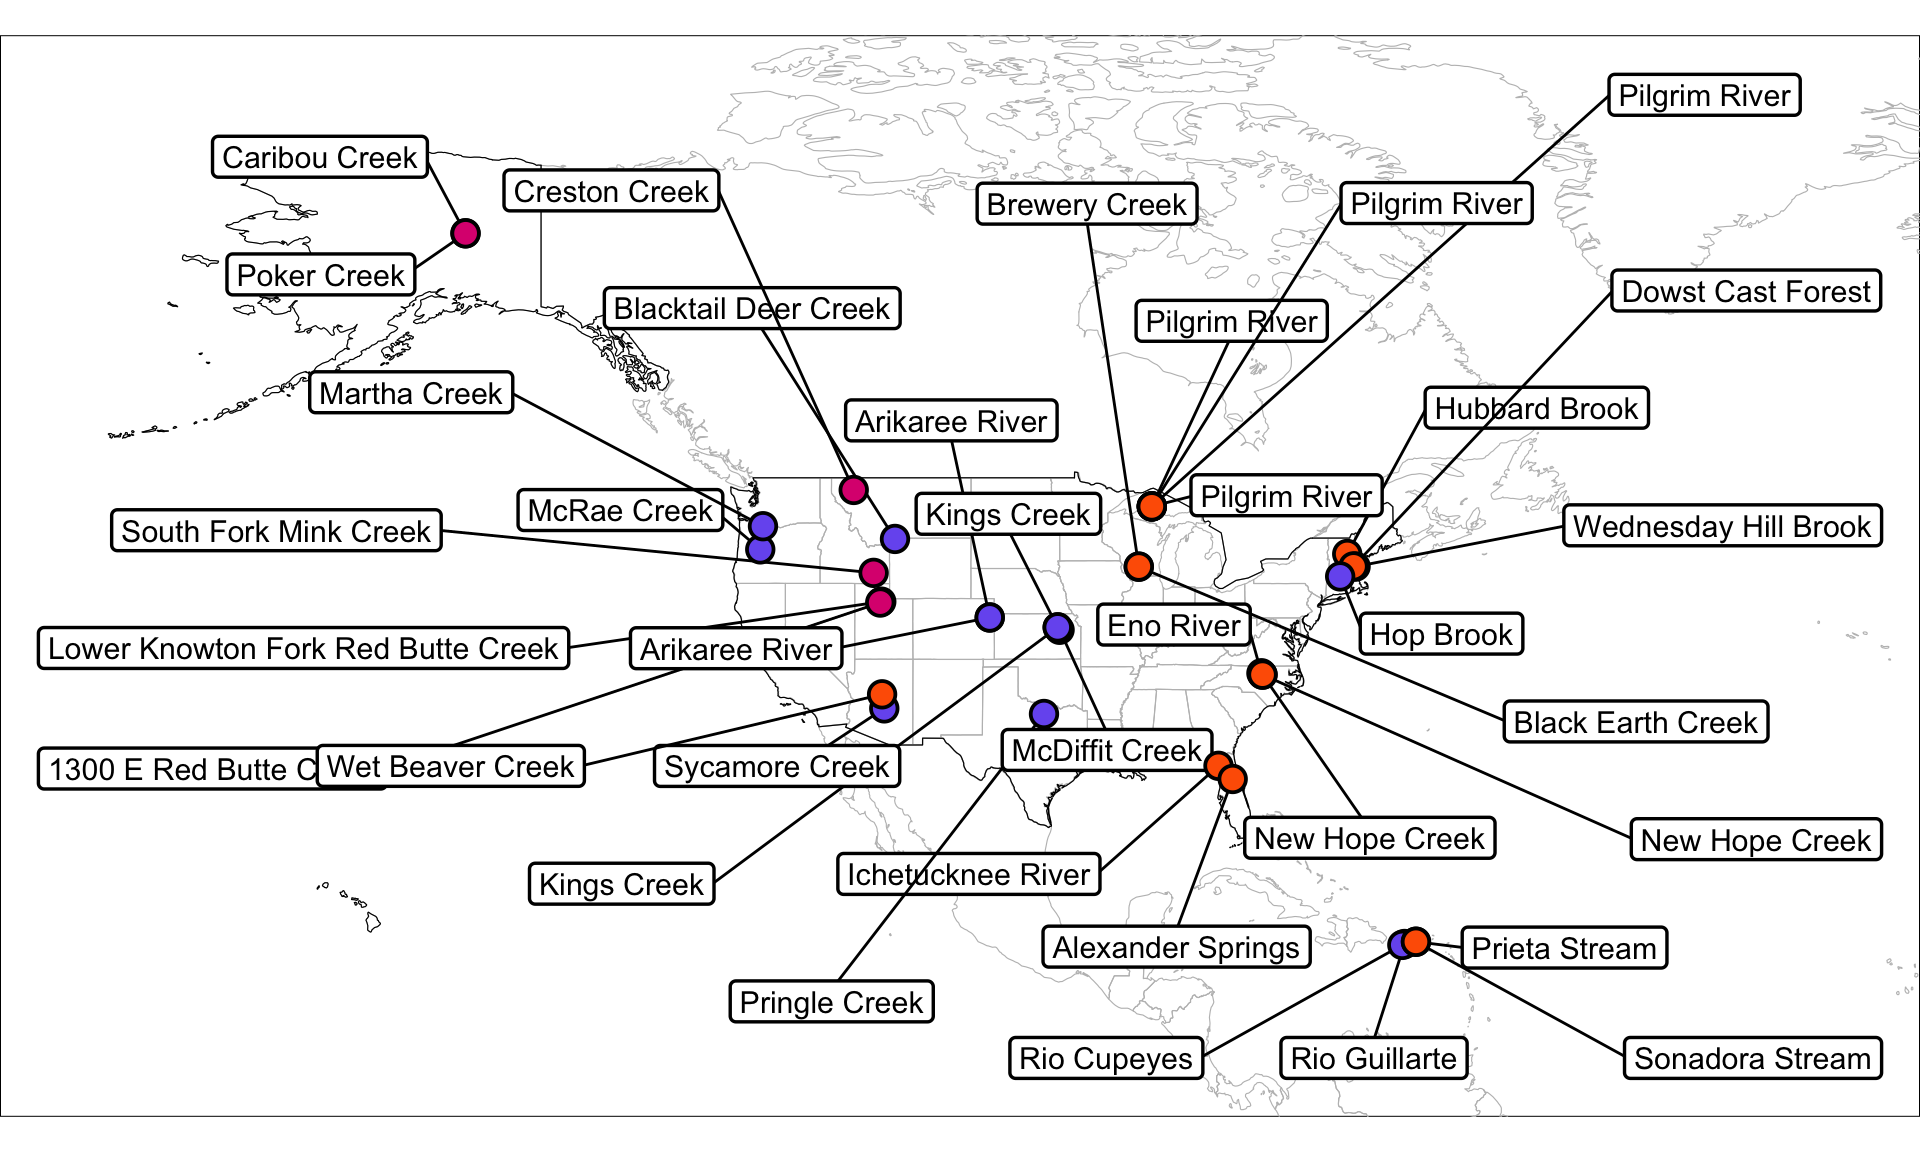 Pilgrim River
Caribou Creek
Creston Creek
Brewery Creek
Pilgrim River
Poker Creek
Dowst Cast Forest
Blacktail Deer Creek
Pilgrim River
Martha Creek
Hubbard Brook
Arikaree River
Pilgrim River
McRae Creek
Kings Creek
South Fork Mink Creek
Wednesday Hill Brook
Eno River
Hop Brook
Lower Knowton Fork Red Butte Creek
Arikaree River
Black Earth Creek
McDiffit Creek
1300 E Red Butte C
Wet Beaver Creek
Sycamore Creek
New Hope Creek
New Hope Creek
Kings Creek
Ichetucknee River
Alexander Springs
Prieta Stream
Pringle Creek
Rio Cupeyes
Rio Guillarte
Sonadora Stream